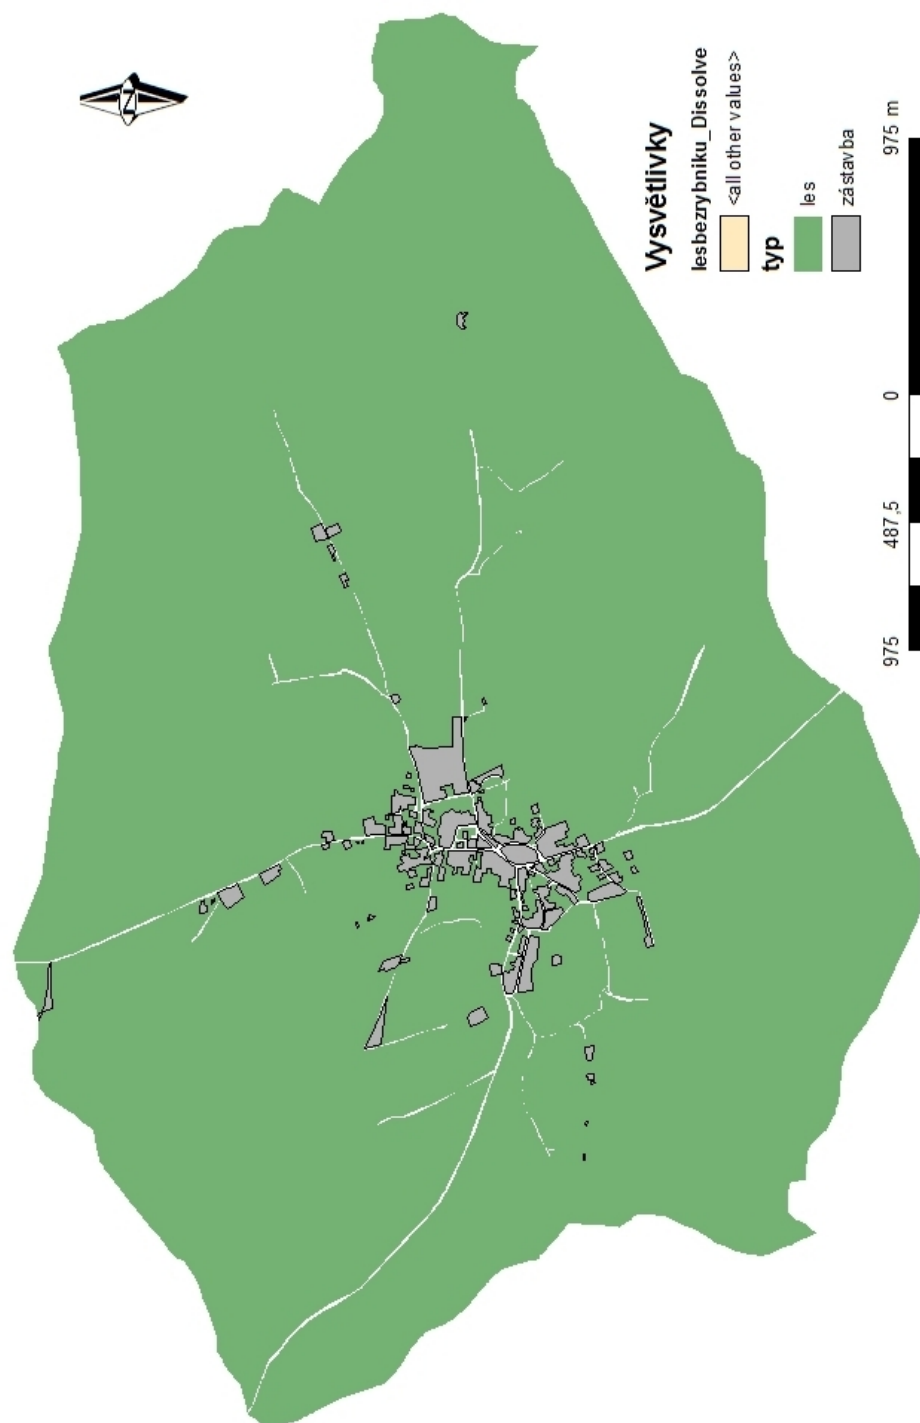 N
Vysvětlivky
lesbezrybniku_Dissolve
<all other values>
typ
les
zástavba
975 487,5 0 975 m